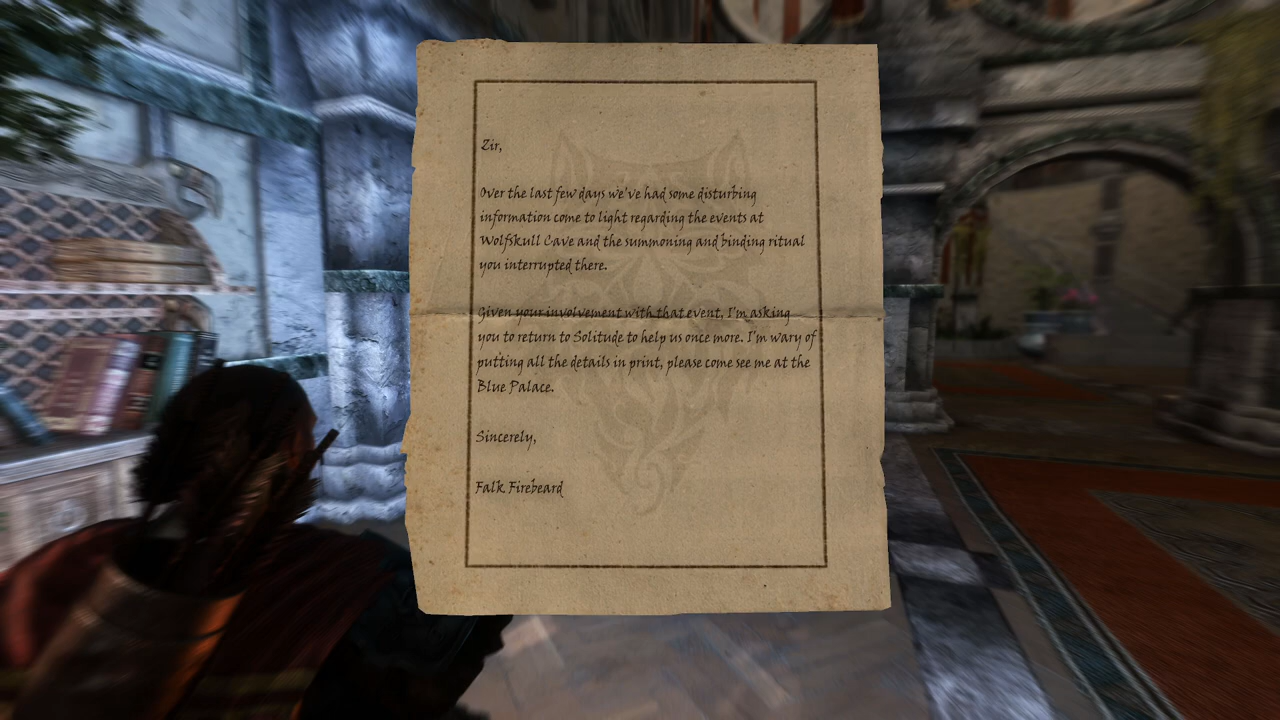 Zir,
Over the last few days we've had some disturbing
information come to light regarding the events at
Wolfskull Cave and the summoning and binding ritual
you interrupted there.
Given your involvement with that event, I'm asking
you to return to Solitude to help us once more. I'm wary of
putting all the details in print, please come see me at the
Blue Palace.
Sincerely,
Falk Firebeard